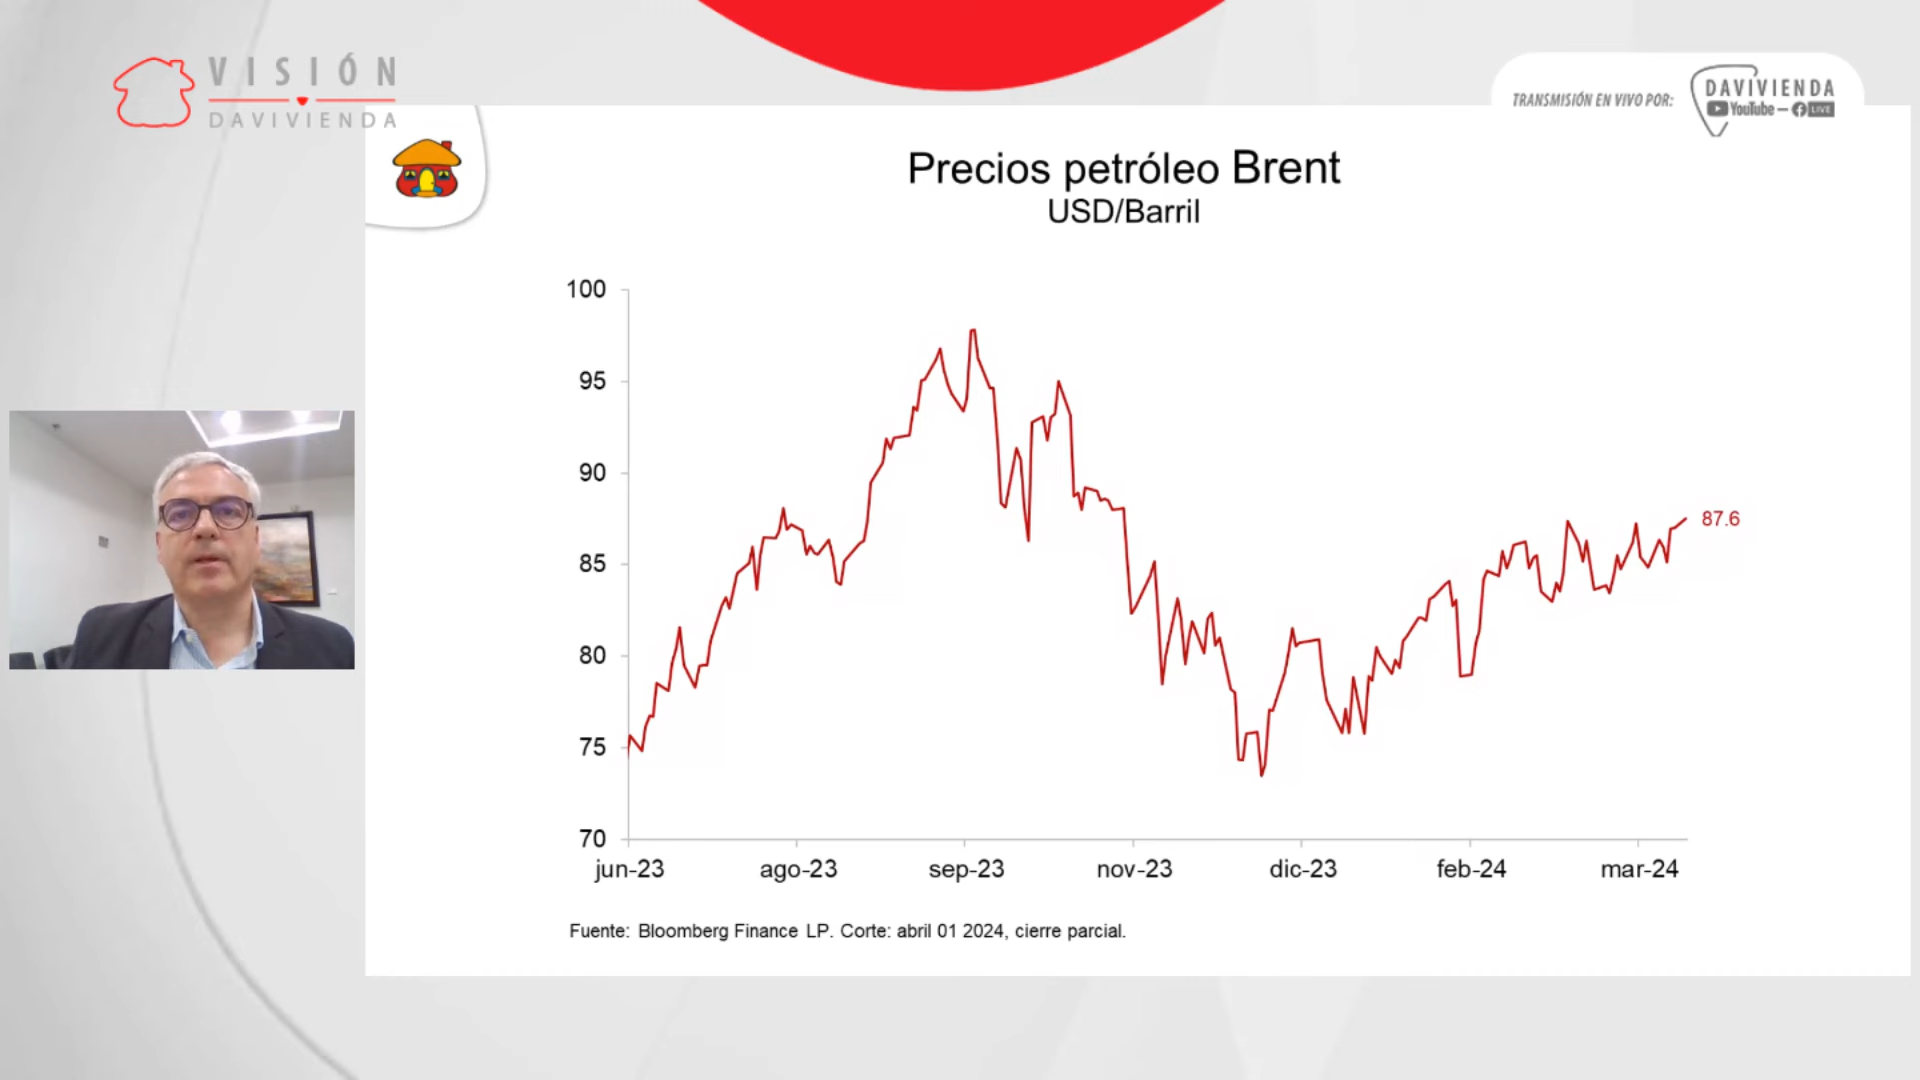 VISIÓN
DAVIVIENDA
TRANSMISIÓN EN VIVO POR:
DAVIVIENDA
YouTube – LIVE
Precios petróleo Brent
USD/Barril
100
95
90
85
80
75
70
87.6
jun-23 ago-23 sep-23 nov-23 dic-23 feb-24 mar-24
Fuente: Bloomberg Finance LP. Corte: abril 01 2024, cierre parcial.